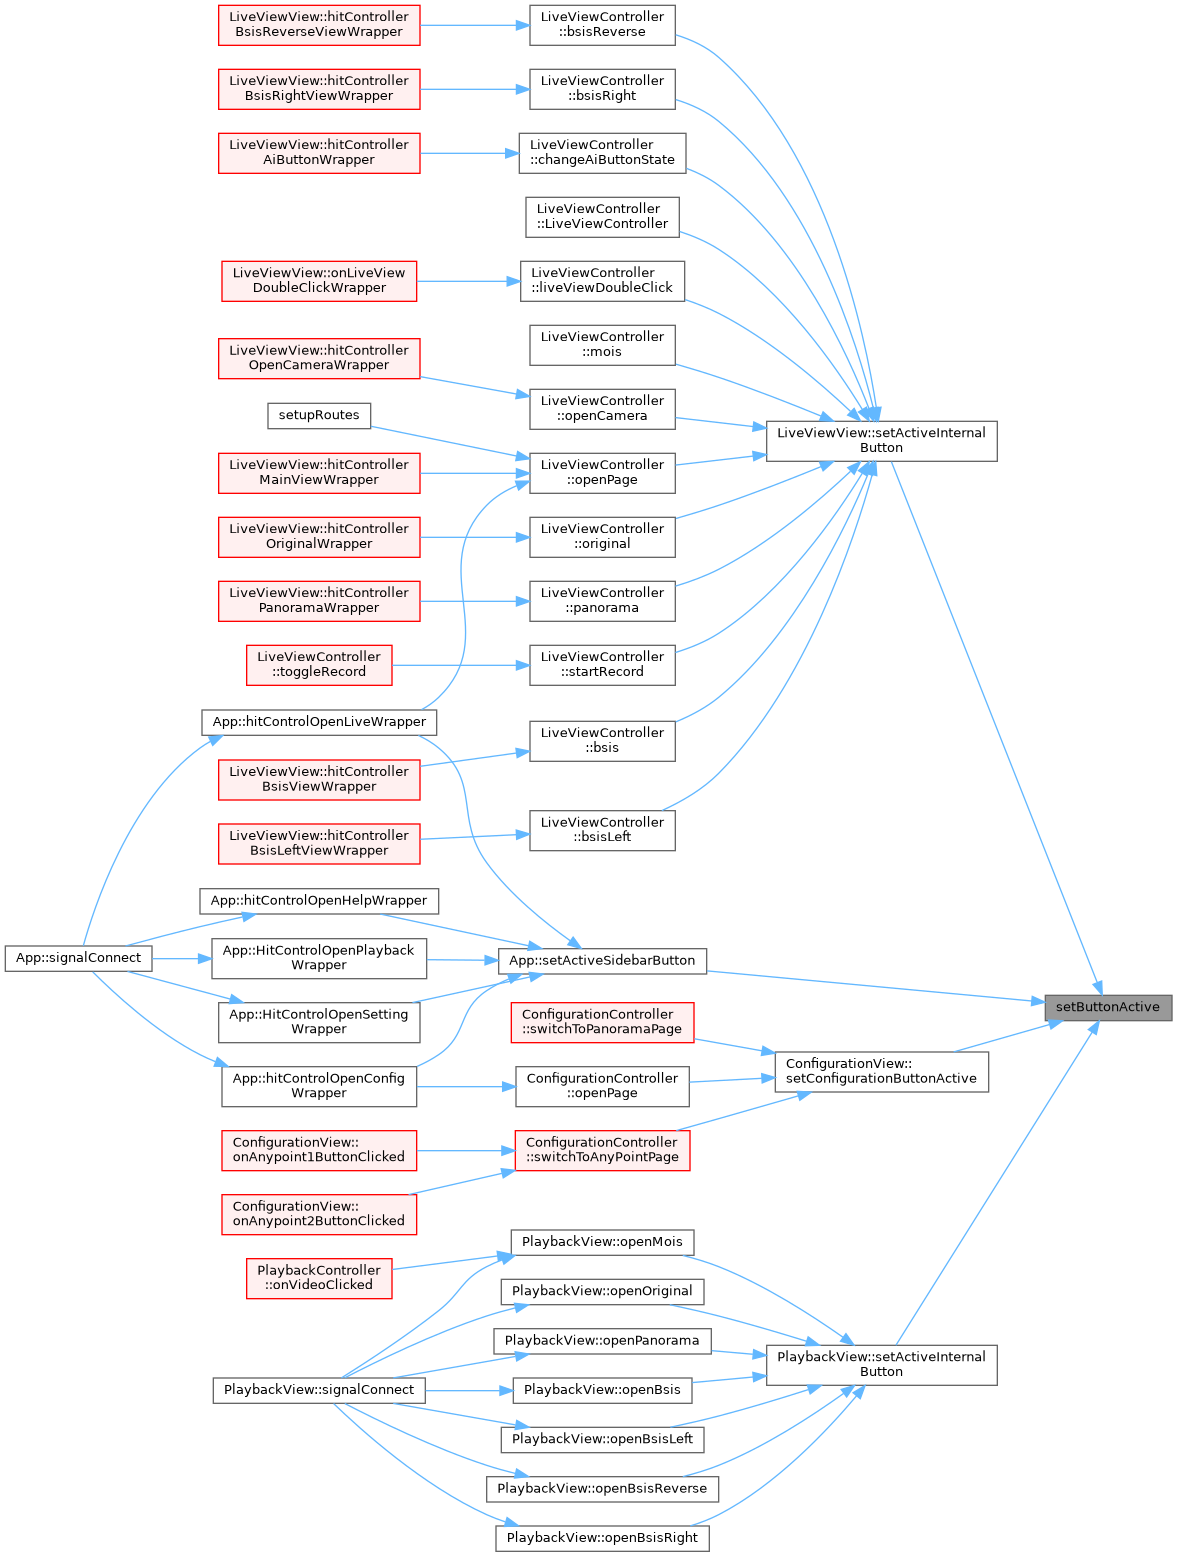 LiveViewView::hitController
BsisReverseViewWrapper
LiveViewController
::bsisReverse
LiveViewView::hitController
BsisRightViewWrapper
LiveViewController
::bsisRight
LiveViewView::hitController
AiButtonWrapper
LiveViewController
::changeAiButtonState
LiveViewController
::LiveViewController
LiveViewView::onLiveView
DoubleClickWrapper
LiveViewController
::liveViewDoubleClick
LiveViewController
::mois
LiveViewView::hitController
OpenCameraWrapper
LiveViewController
::openCamera
setupRoutes
LiveViewView::setActiveInternal
Button
LiveViewView::hitController
MainViewWrapper
LiveViewController
::openPage
LiveViewView::hitController
OriginalWrapper
LiveViewController
::original
LiveViewView::hitController
PanoramaWrapper
LiveViewController
::panorama
LiveViewController
::toggleRecord
LiveViewController
::startRecord
App::hitControlOpenLiveWrapper
LiveViewController
::bsis
LiveViewView::hitController
BsisViewWrapper
LiveViewView::hitController
BsisLeftViewWrapper
LiveViewController
::bsisLeft
App::hitControlOpenHelpWrapper
App::signalConnect
App::HitControlOpenPlayback
Wrapper
App::setActiveSidebarButton
App::HitControlOpenSetting
Wrapper
ConfigurationController
::switchToPanoramaPage
setButtonActive
App::hitControlOpenConfig
Wrapper
ConfigurationController
::openPage
ConfigurationView::
setConfigurationButtonActive
ConfigurationView::
onAnypoint1ButtonClicked
ConfigurationController
::switchToAnyPointPage
ConfigurationView::
onAnypoint2ButtonClicked
PlaybackView::openMois
PlaybackController
::onVideoClicked
PlaybackView::openOriginal
PlaybackView::openPanorama
PlaybackView::setActiveInternal
Button
PlaybackView::signalConnect
PlaybackView::openBsis
PlaybackView::openBsisLeft
PlaybackView::openBsisReverse
PlaybackView::openBsisRight